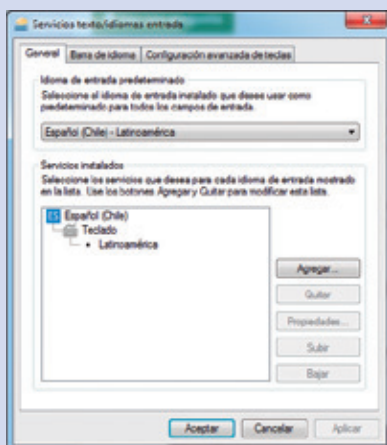 Servicios texto/idiomas entrada
General
Barra de idioma
Configuración avanzada de teclas
Idioma de entrada predeterminado
Seleccione el idioma de entrada instalado que desee usar como
predeterminado para todos los campos de entrada.
Español (Chile) - Latinoamérica
Servicios instalados
Seleccione los servicios que desea para cada idioma de entrada mostrado
en la lista. Use los botones Agregar y Quitar para modificar esta lista.
ES Español (Chile)
Teclado
• Latinoamérica
Agregar...
Quitar
Propiedades...
Subir
Bajar
Aceptar
Cancelar
Aplicar